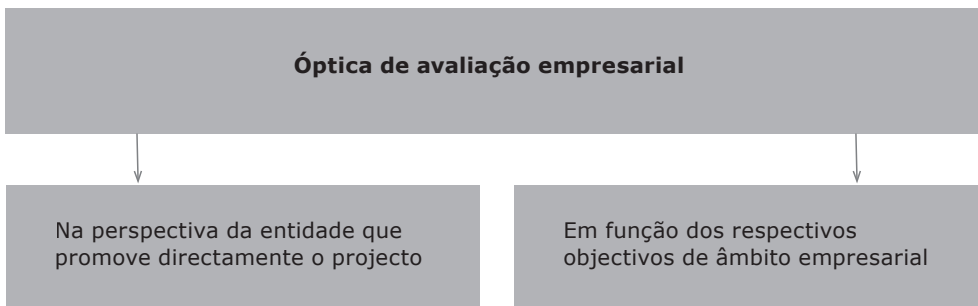 Óptica de avaliação empresarial
Na perspectiva da entidade que
promove directamente o projecto
Em função dos respectivos
objectivos de âmbito empresarial